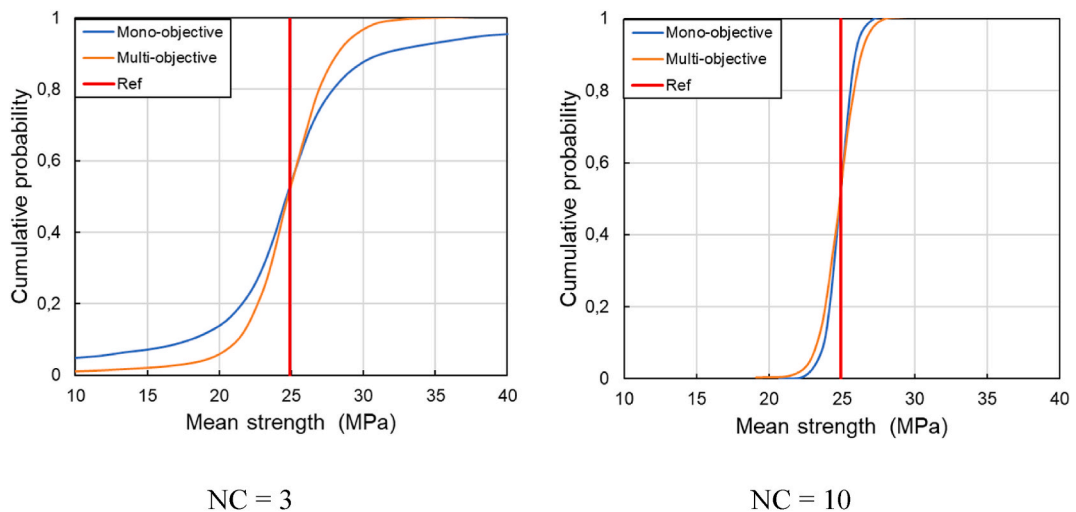 Mono-objective
Multi-objective
Ref
1
0,8
0,6
0,4
0,2
0
Cumulative probability
10 15 20 25 30 35 40
Mean strength (MPa)
NC = 3
Mono-objective
Multi-objective
Ref
1
0,8
0,6
0,4
0,2
0
Cumulative probability
10 15 20 25 30 35 40
Mean strength (MPa)
NC = 10